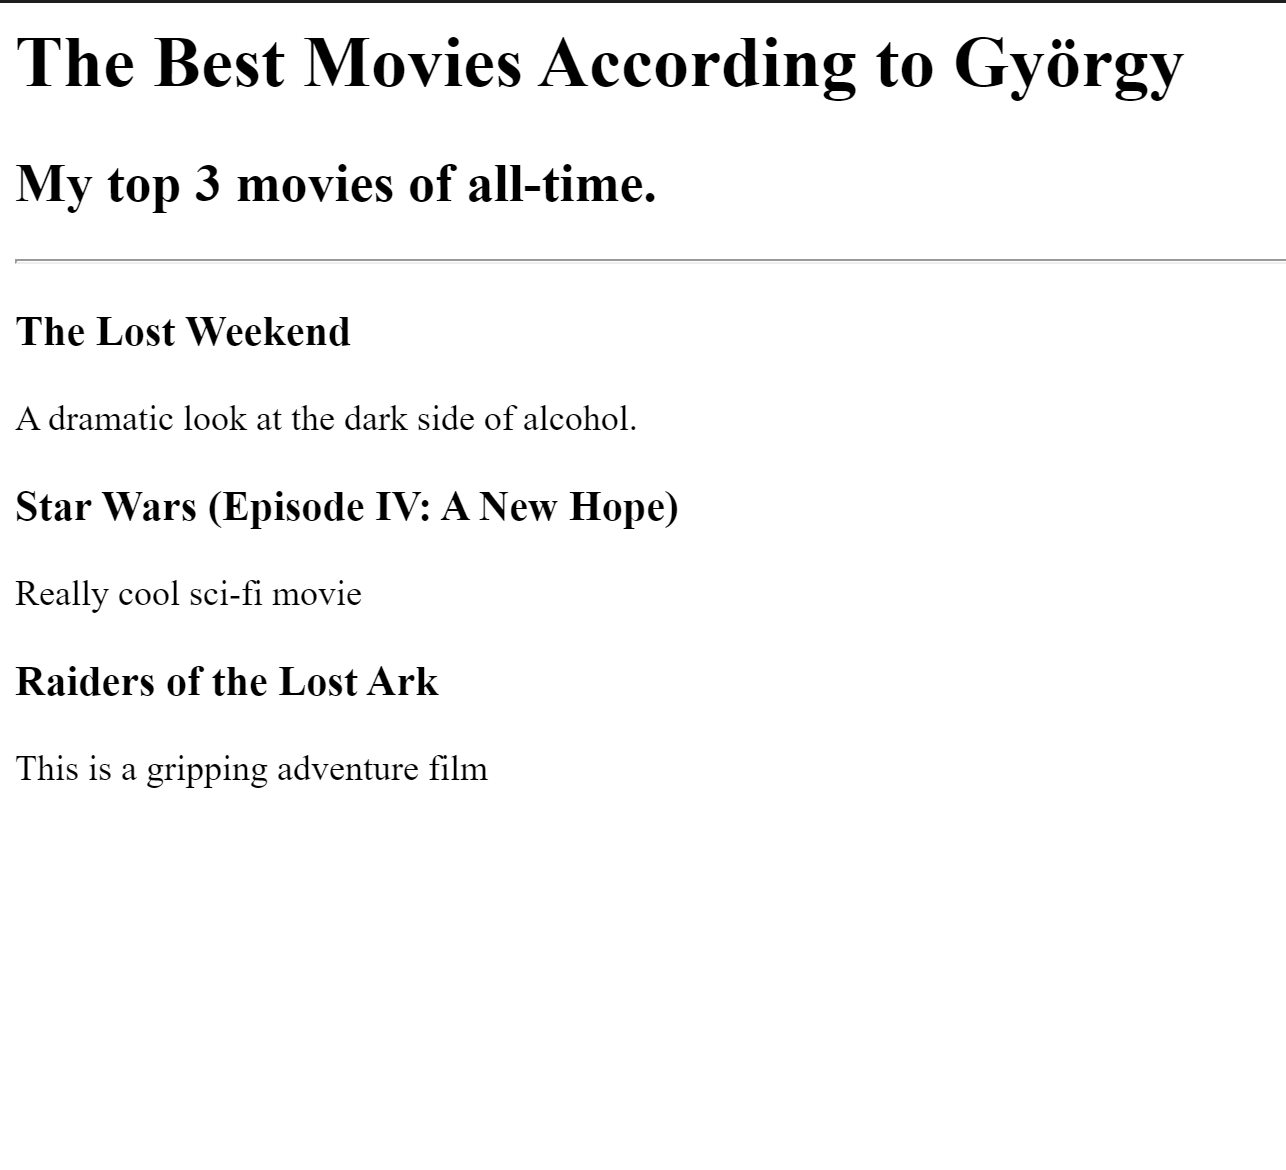 The Best Movies According to György
My top 3 movies of all-time.
The Lost Weekend
A dramatic look at the dark side of alcohol.
Star Wars (Episode IV: A New Hope)
Really cool sci-fi movie
Raiders of the Lost Ark
This is a gripping adventure film